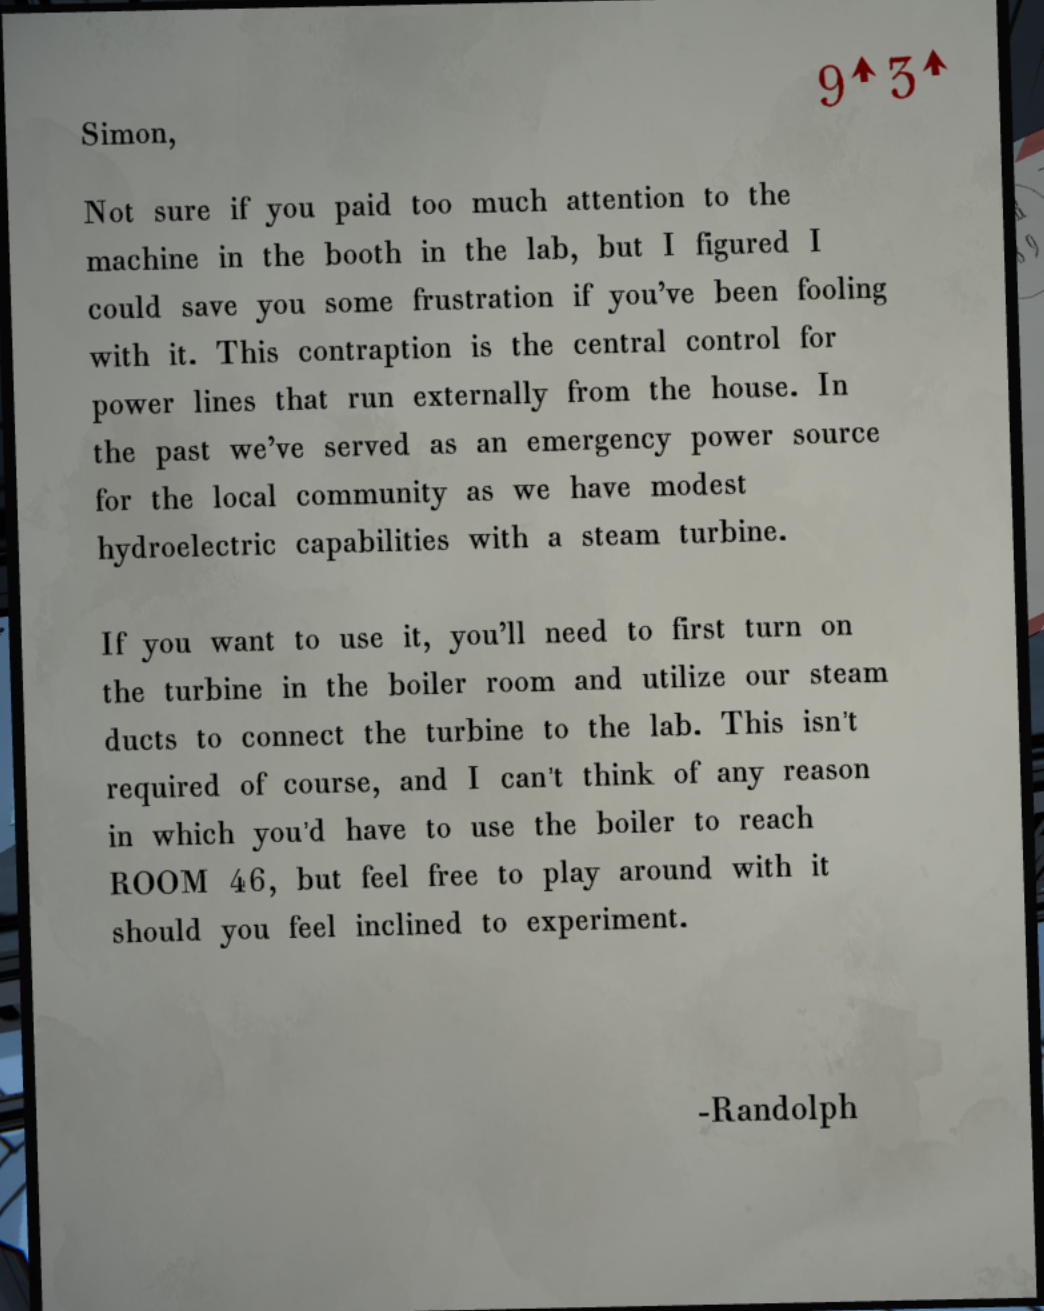 9↑3↑
Simon,
Not sure if you paid too much attention to the
machine in the booth in the lab, but I figured I
could save you some frustration if you've been fooling
with it. This contraption is the central control for
power lines that run externally from the house. In
the past we've served as an emergency power source
for the local community as we have modest
hydroelectric capabilities with a steam turbine.
If you want to use it, you'll need to first turn on
the turbine in the boiler room and utilize our steam
ducts to connect the turbine to the lab. This isn't
required of course, and I can't think of any reason
in which you'd have to use the boiler to reach
ROOM 46, but feel free to play around with it
should you feel inclined to experiment.
-Randolph